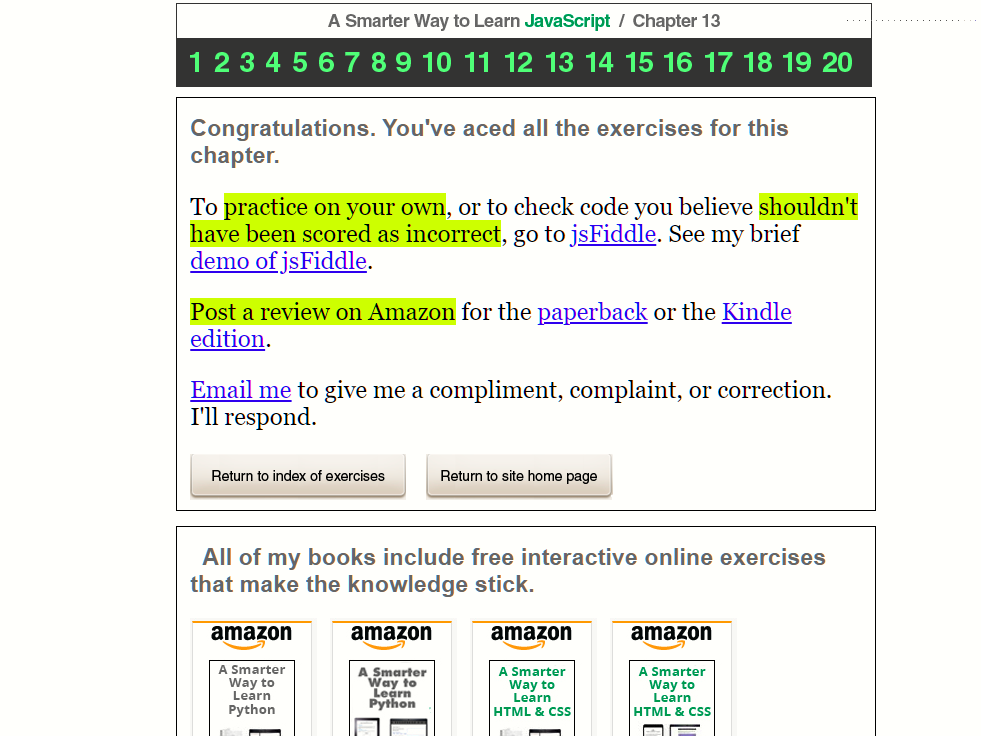 A Smarter Way to Learn JavaScript / Chapter 13
1 2 3 4 5 6 7 8 9 10 11 12 13 14 15 16 17 18 19 20
Congratulations. You've aced all the exercises for this
chapter.
To practice on your own, or to check code you believe shouldn't
have been scored as incorrect, go to jsFiddle. See my brief
demo of jsFiddle.
Post a review on Amazon for the paperback or the Kindle
edition.
Email me to give me a compliment, complaint, or correction.
I'll respond.
Return to index of exercises
Return to site home page
All of my books include free interactive online exercises
that make the knowledge stick.
amazon
A Smarter
Way to
Learn
Python
amazon
A Smarter
Way to
Learn
Python
amazon
A Smarter
Way to
Learn
HTML & CSS
amazon
A Smarter
Way to
Learn
HTML & CSS